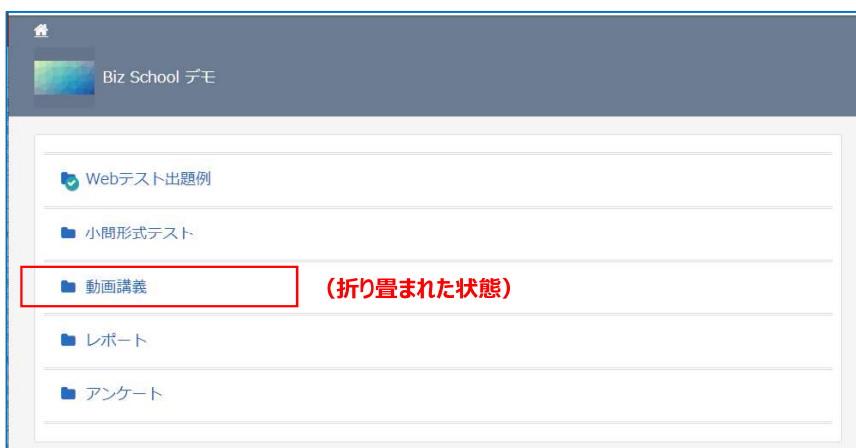 Biz School デモ
Webテスト出題例
小問形式テスト
動画講義
（折り畳まれた状態）
レポート
アンケート